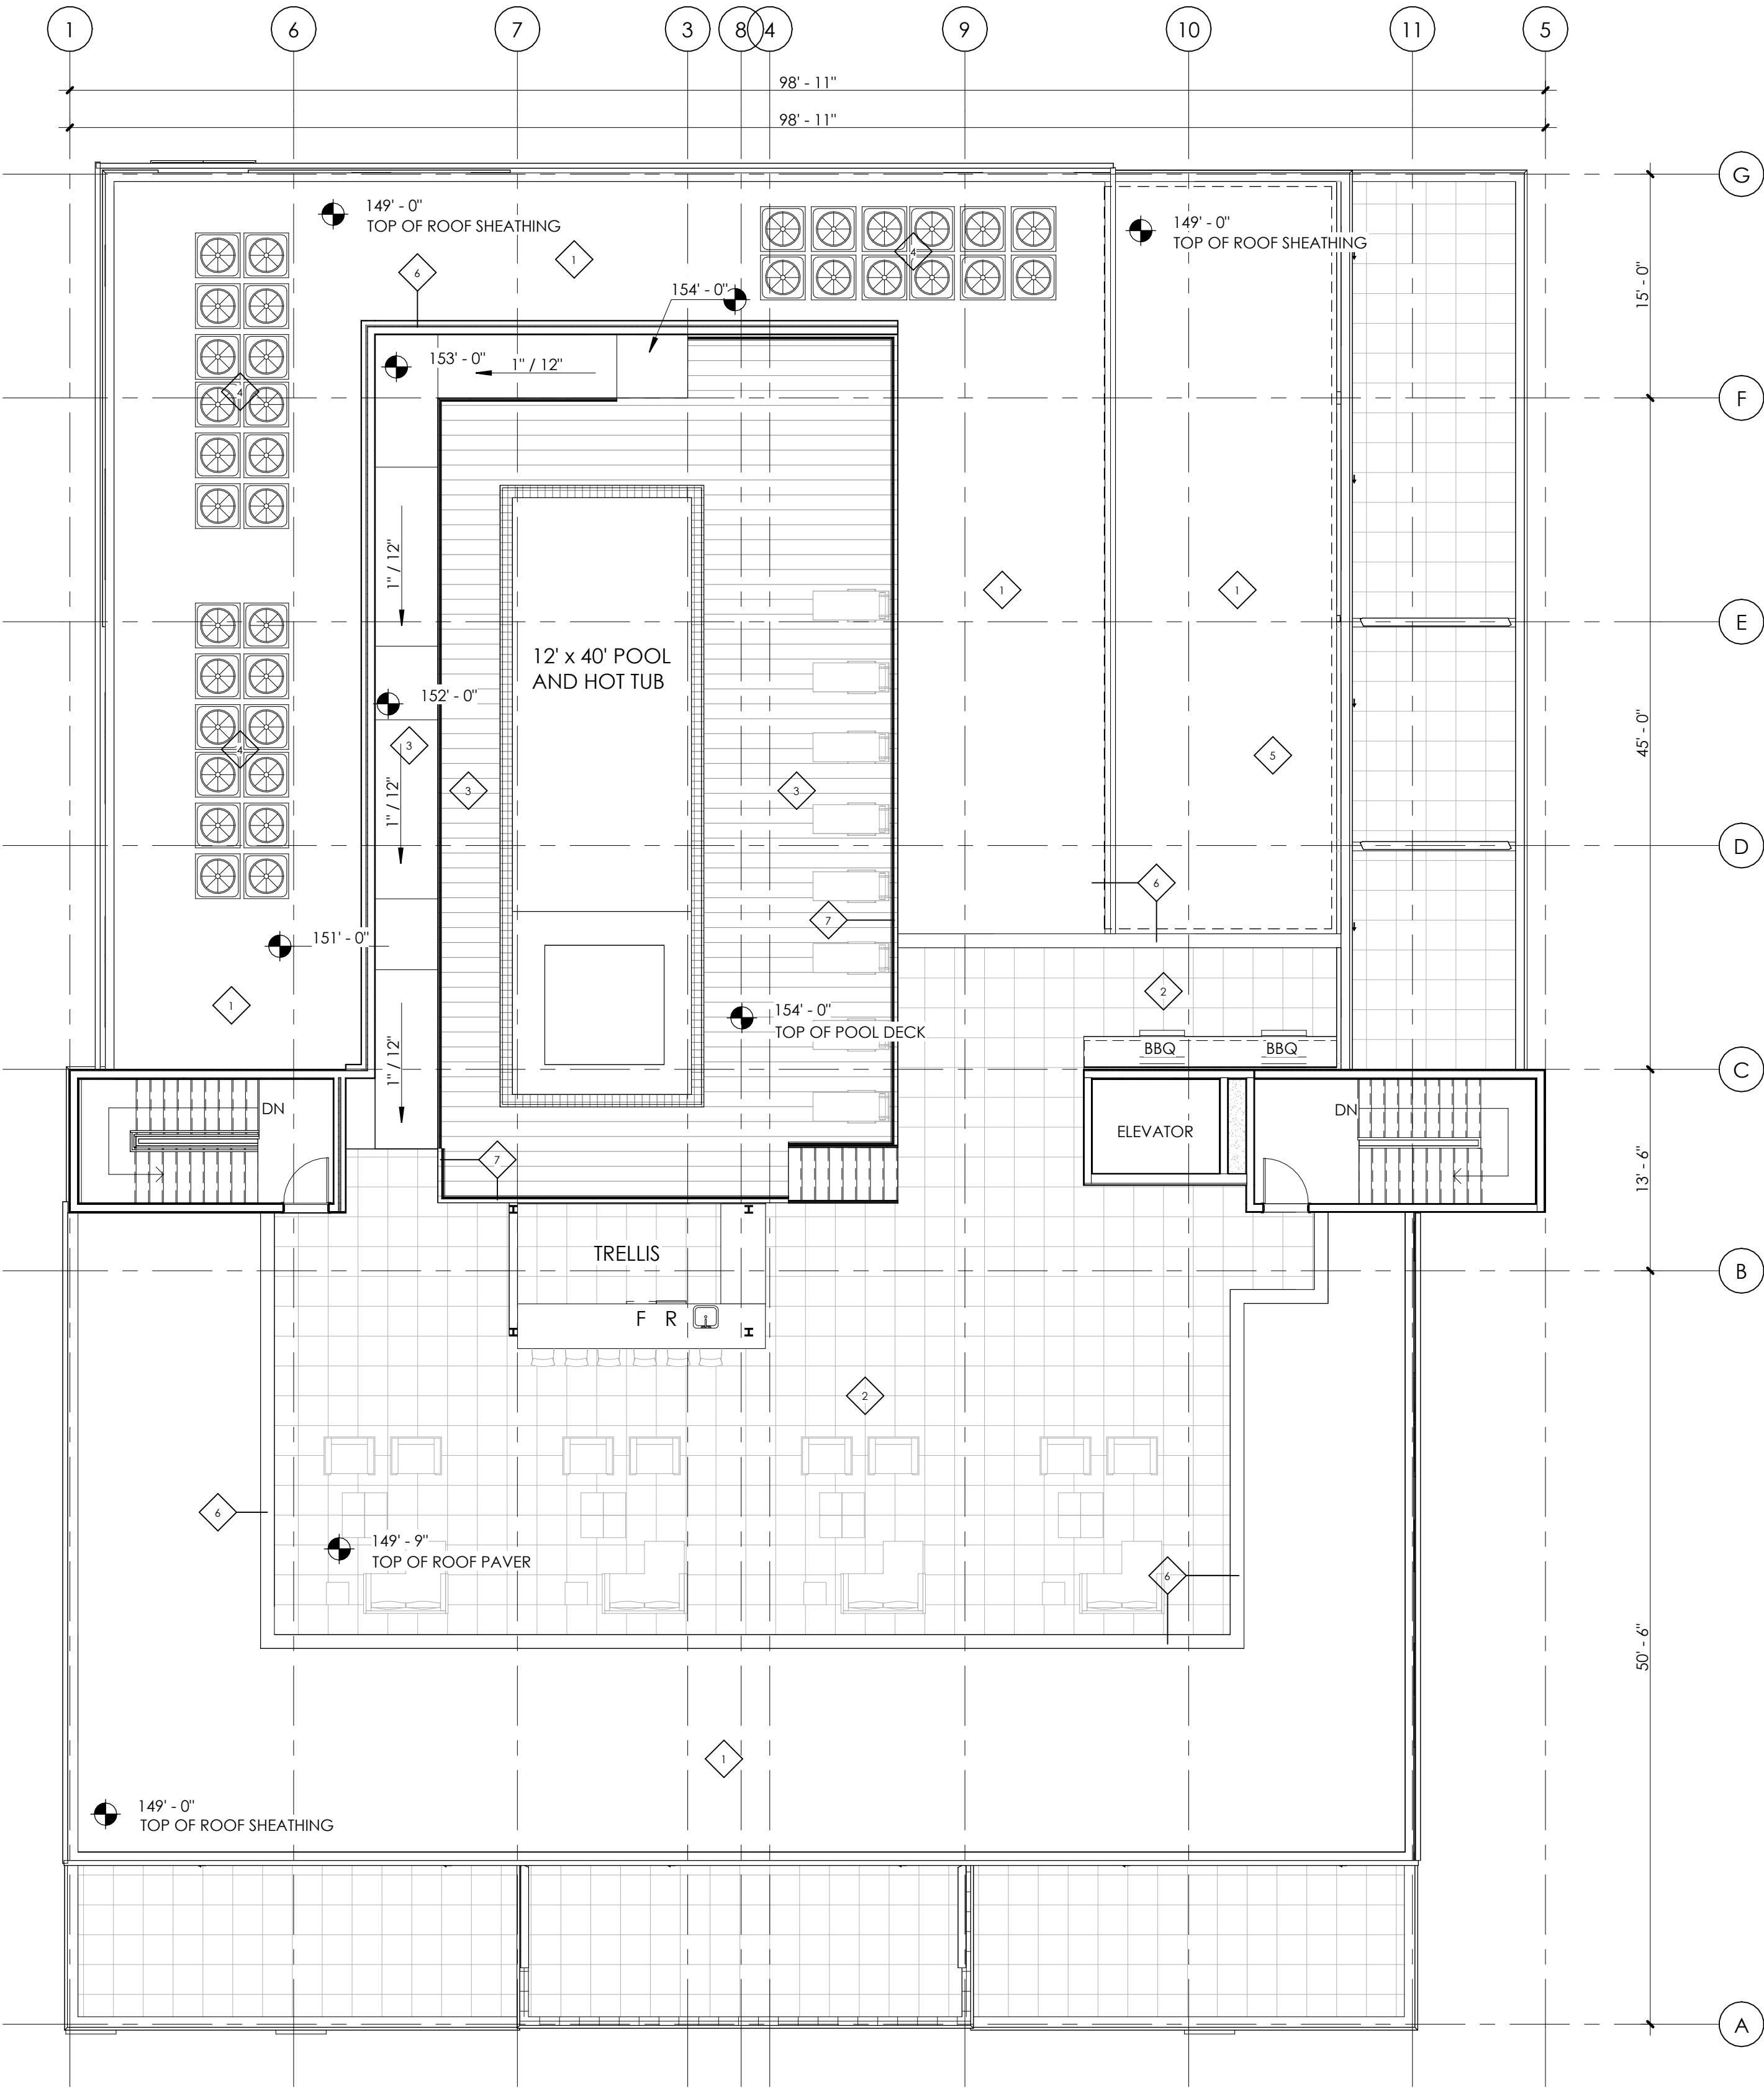 1 6 7 3 8 4 9 10 11 5
98' - 11"
98' - 11"
G
149' - 0"
TOP OF ROOF SHEATHING
149' - 0"
TOP OF ROOF SHEATHING
1
4
6
154' - 0"
15' - 0"
153' - 0"
1" / 12"
4
F
1" / 12"
1
1
E
12' x 40' POOL
AND HOT TUB
152' - 0"
3
4
5
45' - 0"
3
3
1" / 12"
D
6
7
151' - 0"
1
2
154' - 0"
TOP OF POOL DECK
BBQ
BBQ
1" / 12"
C
DN
DN
ELEVATOR
7
13' - 6"
TRELLIS
B
F R
2
6
149' - 9"
TOP OF ROOF PAVER
6
50' - 6"
1
149' - 0"
TOP OF ROOF SHEATHING
A